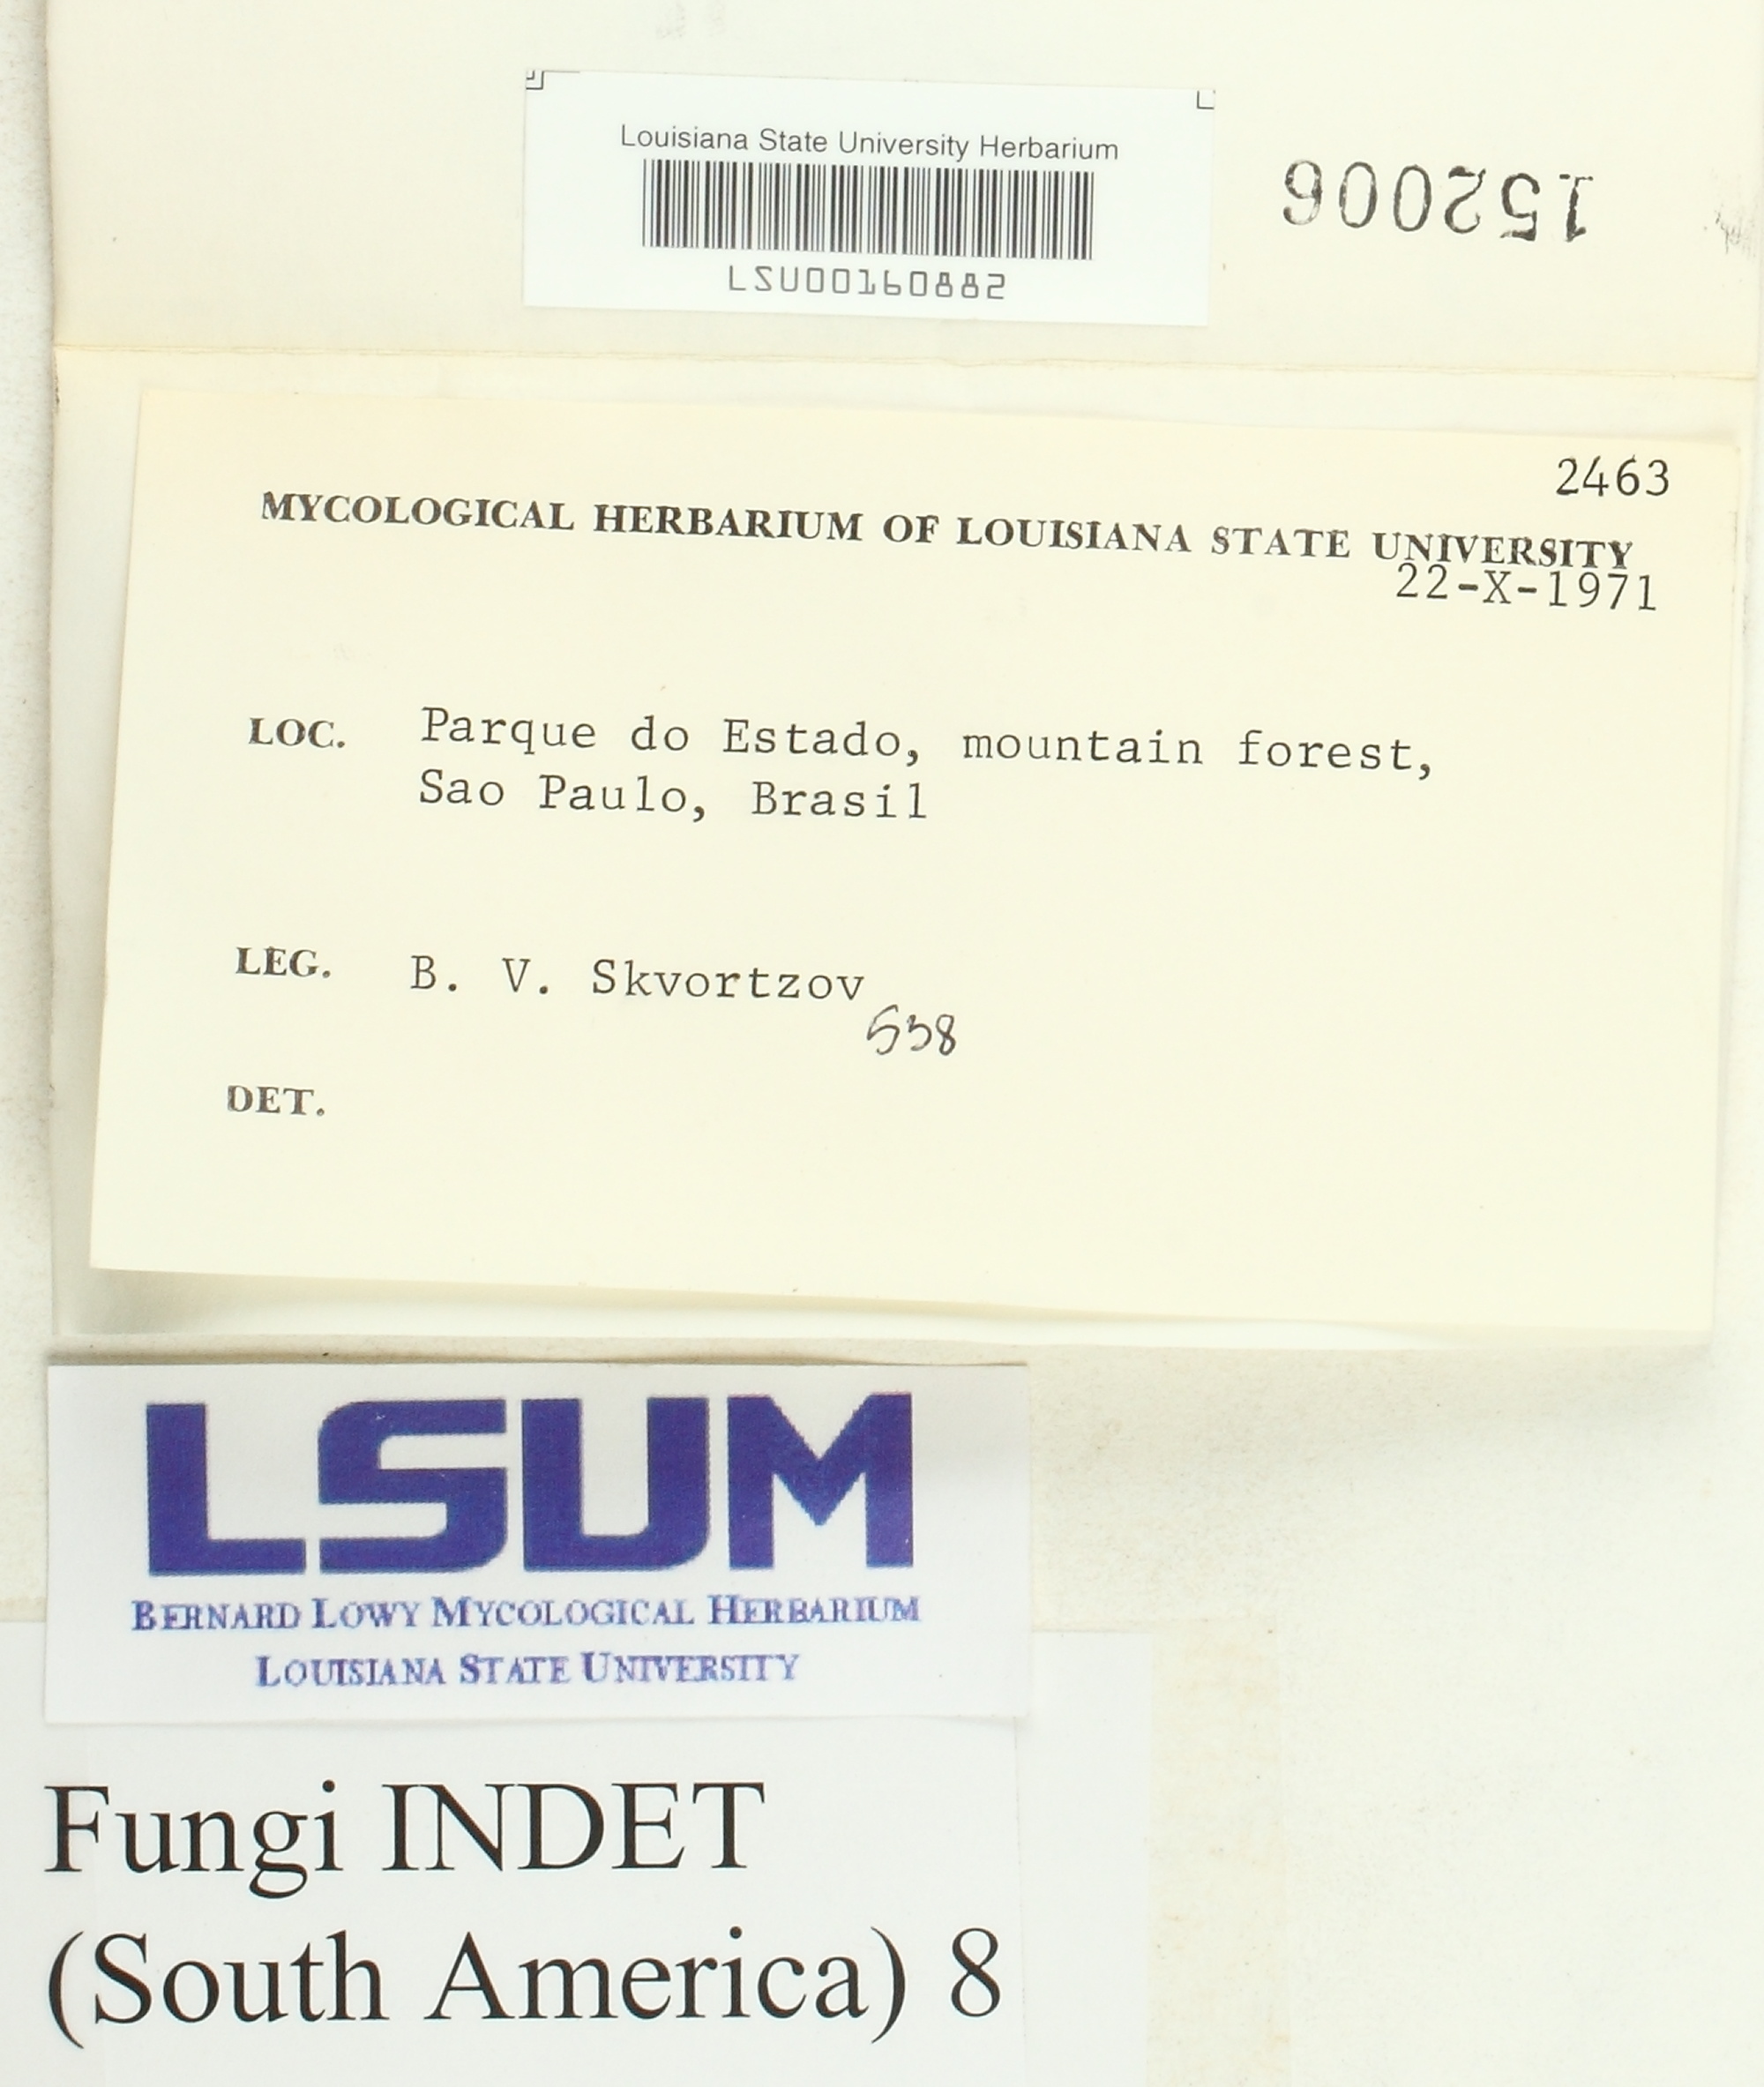 Louisiana State University Herbarium
LSU00160882
152006
2463
MYCOLOGICAL HERBARIUM OF LOUISIANA STATE UNIVERSITY
22-X-1971
LOC. Parque do Estado, mountain forest,
Sao Paulo, Brasil
LEG. B. V. Skvortzov
538
DET.
LSUM
BERNARD LOWY MYCOLOGICAL HERBARIUM
LOUISIANA STATE UNIVERSITY
Fungi INDET
(South America) 8